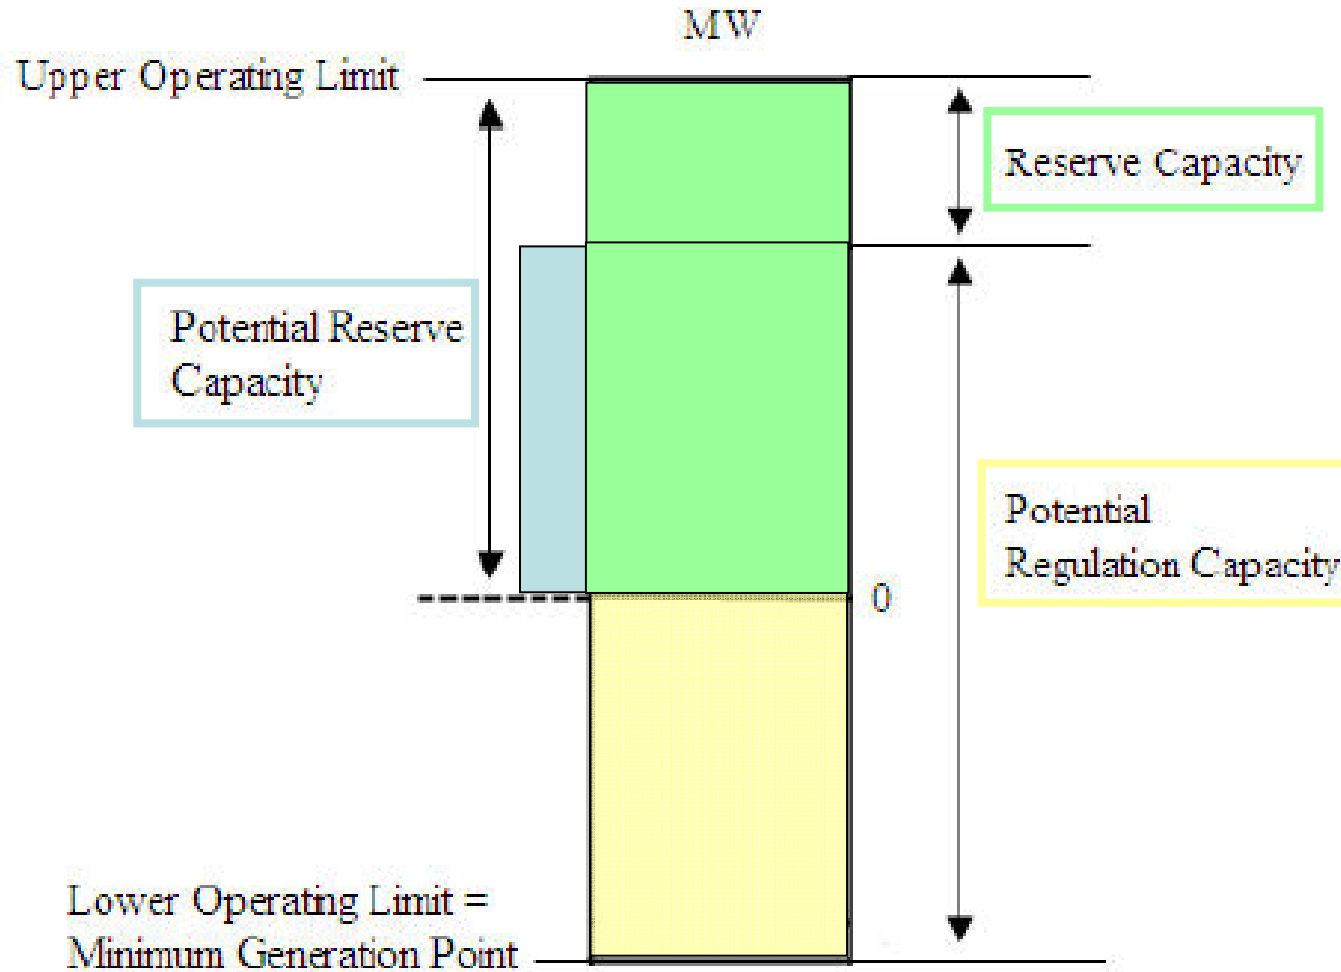 MW
Upper Operating Limit
Reserve Capacity
Potential Reserve
Capacity
Potential
Regulation Capacity
0
Lower Operating Limit =
Minimum Generation Point